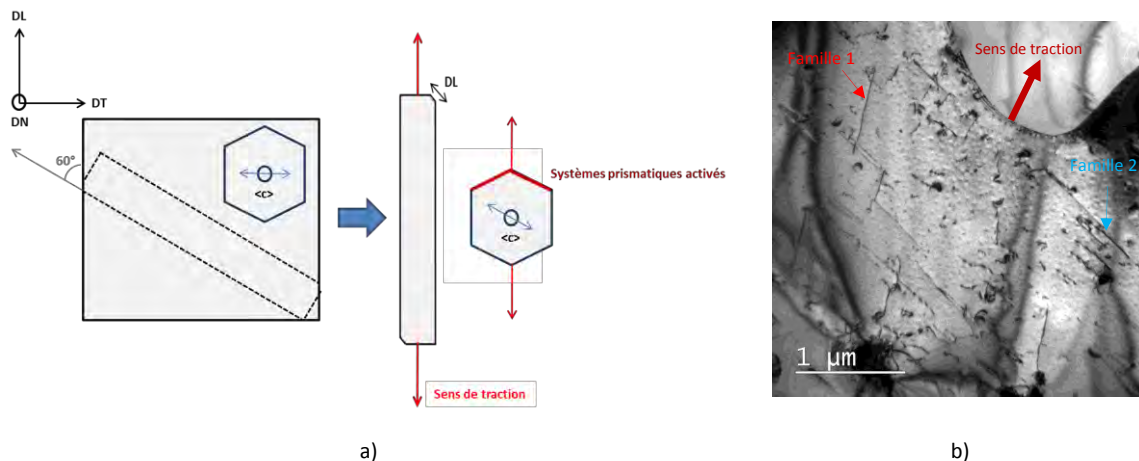 DL
DT
DN
60°
<c>
DL
Systèmes prismatiques activés
<c>
Sens de traction
Sens de traction
Famille 1
Famille 2
1 µm
a)
b)